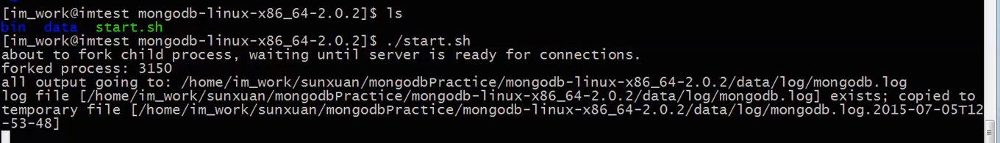 [im_work@imtest mongodb-linux-x86_64-2.0.2]$ ls
bin  data  start.sh
[im_work@imtest mongodb-linux-x86_64-2.0.2]$ ./start.sh
about to fork child process, waiting until server is ready for connections.
forked process: 3150
all output going to: /home/im_work/sunxuan/mongodbPractice/mongodb-linux-x86_64-2.0.2/data/log/mongodb.log
log file [/home/im_work/sunxuan/mongodbPractice/mongodb-linux-x86_64-2.0.2/data/log/mongodb.log] exists; copied to
temporary file [/home/im_work/sunxuan/mongodbPractice/mongodb-linux-x86_64-2.0.2/data/log/mongodb.log.2015-07-05T12
-53-48]